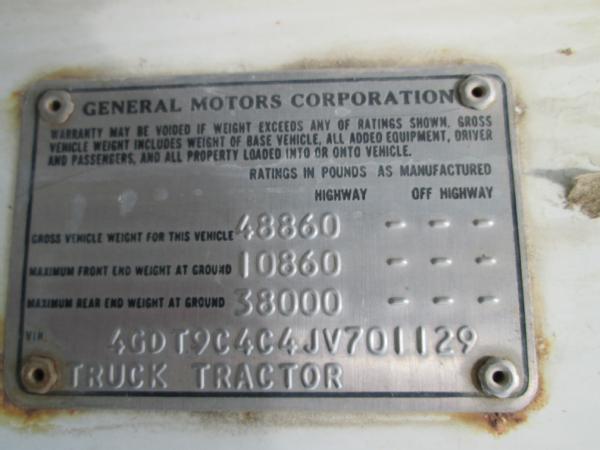 GENERAL MOTORS CORPORATION
WARRANTY MAY BE VOIDED IF WEIGHT EXCEEDS ANY OF RATINGS SHOWN. GROSS
VEHICLE WEIGHT INCLUDES WEIGHT OF BASE VEHICLE, ALL ADDED EQUIPMENT, DRIVER
AND PASSENGERS, AND ALL PROPERTY LOADED INTO OR ONTO VEHICLE.
RATINGS IN POUNDS AS MANUFACTURED
HIGHWAY OFF HIGHWAY
GROSS VEHICLE WEIGHT FOR THIS VEHICLE 48860 - - -
MAXIMUM FRONT END WEIGHT AT GROUND 10860 - - -
MAXIMUM REAR END WEIGHT AT GROUND 38000 - - -
VIN. 4GDT9C4C4JV701129
TRUCK TRACTOR